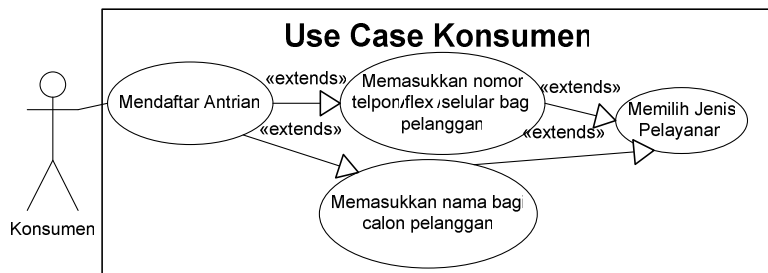 Use Case Konsumen
«extends»
Memasukkan nomor
telpon/flex/selular bagi
pelanggan
«extends»
Mendaftar Antrian
Memilih Jenis
Pelayanan
«extends»
«extends»
Memasukkan nama bagi
calon pelanggan
Konsumen